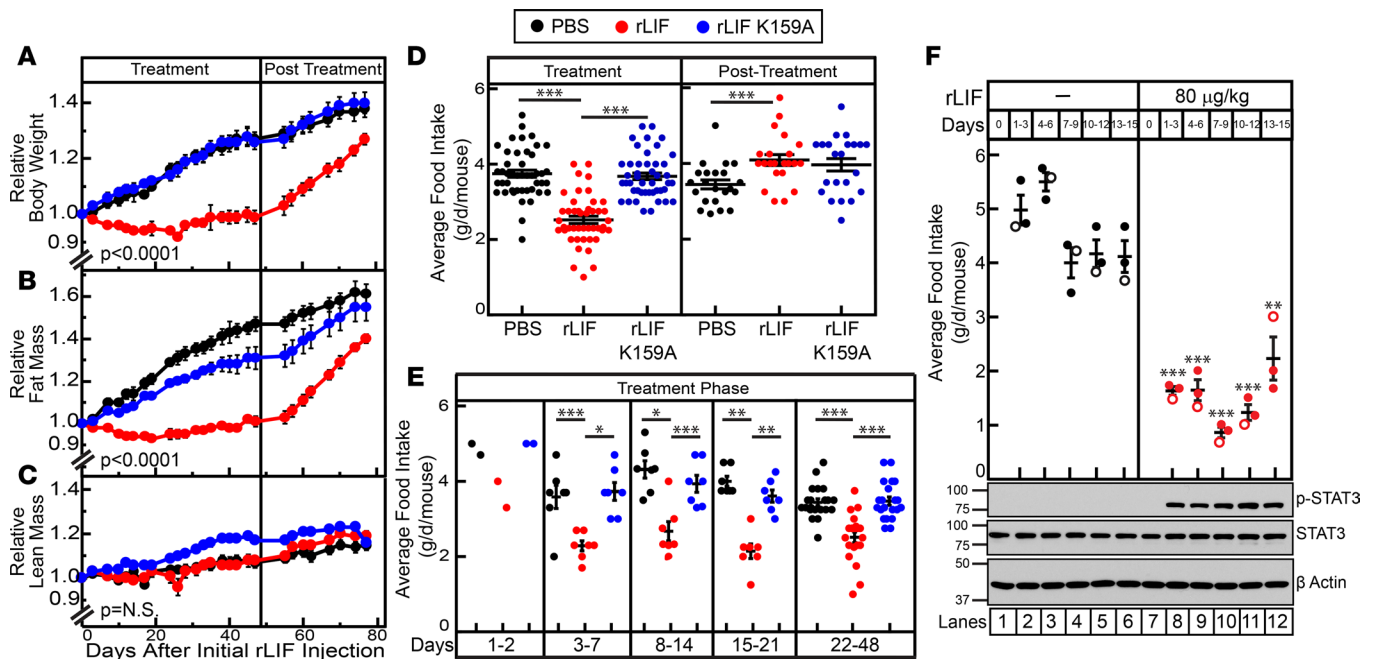 PBS rLIF rLIF K159A
A
Treatment Post Treatment
Relative
Body Weight
1.4
1.2
1.0
0.9
p<0.0001
B
Relative
Fat Mass
1.6
1.4
1.2
1.0
0.9
p<0.0001
C
Relative
Lean Mass
1.4
1.2
1.0
0.9
p=N.S.
0 20 40 60 80
Days After Initial rLIF Injection
D
Treatment Post-Treatment
Average Food Intake
(g/d/mouse)
6
4
2
0
*** *** ***
PBS rLIF rLIF
K159A
PBS rLIF rLIF
K159A
E
Treatment Phase
Average Food Intake
(g/d/mouse)
6
4
2
0
*** * * *** ** ** *** ***
Days 1-2 3-7 8-14 15-21 22-48
F
rLIF — 80 µg/kg
Days 0 1-3 4-6 7-9 10-12 13-15 0 1-3 4-6 7-9 10-12 13-15
Average Food Intake
(g/d/mouse)
6
5
4
3
2
1
0
*** *** *** *** **
100
75
p-STAT3
100
75
STAT3
50
37
β Actin
Lanes 1 2 3 4 5 6 7 8 9 10 11 12